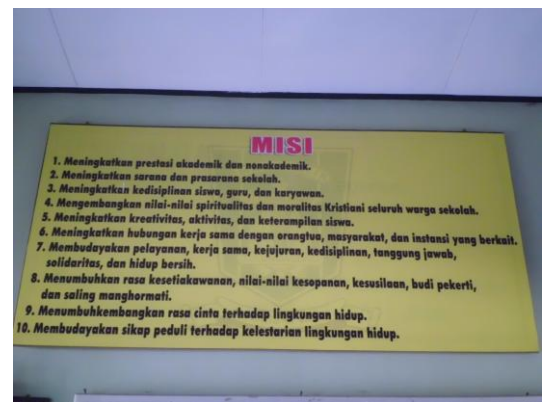 MISI
1. Meningkatkan prestasi akademik dan nonakademik.
2. Meningkatkan sarana dan prasarana sekolah.
3. Meningkatkan kedisiplinan siswa, guru, dan karyawan.
4. Mengembangkan nilai-nilai spiritualitas dan moralitas Kristiani seluruh warga sekolah.
5. Meningkatkan kreativitas, aktivitas, dan keterampilan siswa.
6. Meningkatkan hubungan kerja sama dengan orangtua, masyarakat, dan instansi yang berkait.
7. Membudayakan pelayanan, kerja sama, kejujuran, kedisiplinan, tanggung jawab,
solidaritas, dan hidup bersih.
8. Menumbuhkan rasa kesetiakawanan, nilai-nilai kesopanan, kesusilaan, budi pekerti,
dan saling manghormati.
9. Menumbuhkembangkan rasa cinta terhadap lingkungan hidup.
10. Membudayakan sikap peduli terhadap kelestarian lingkungan hidup.